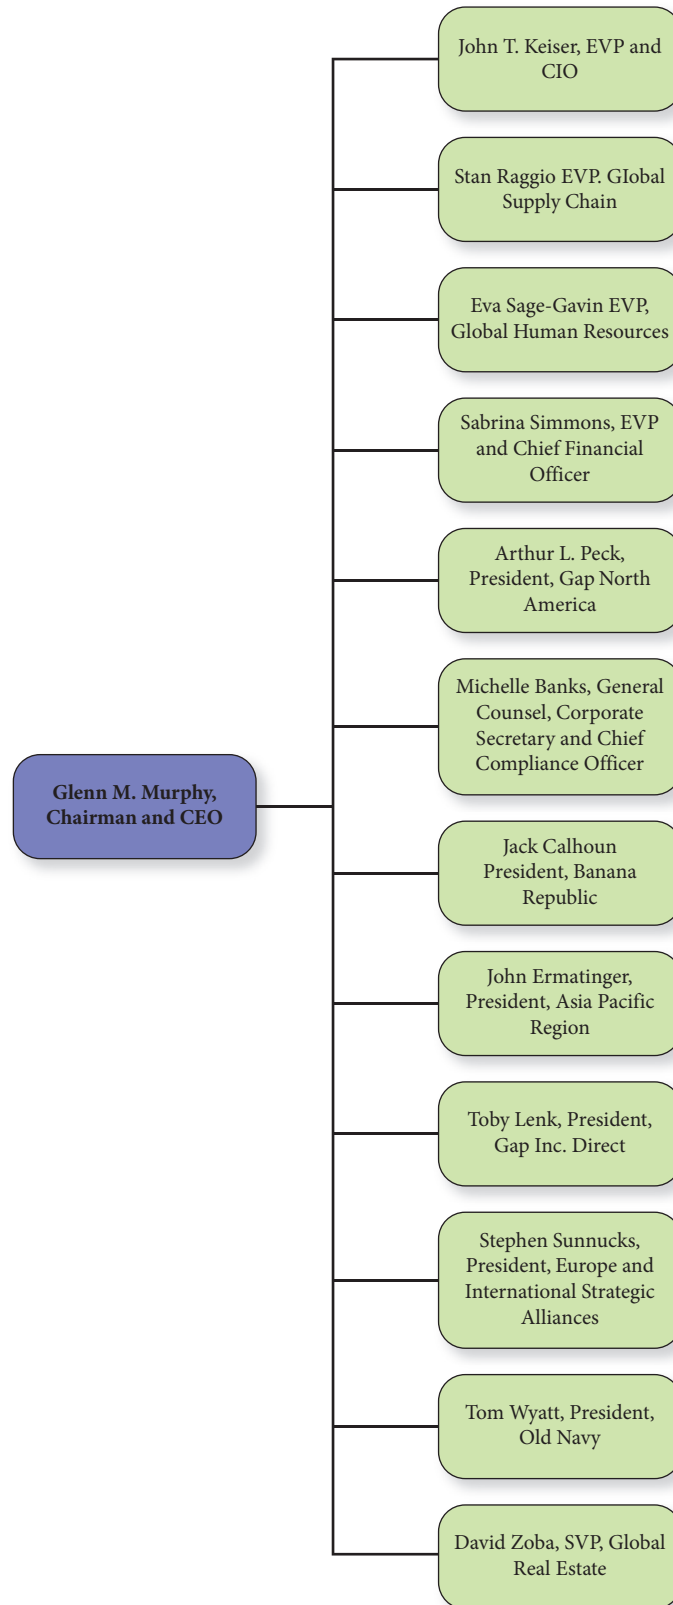 John T. Keiser, EVP and
CIO
Stan Raggio EVP. Global
Supply Chain
Eva Sage-Gavin EVP,
Global Human Resources
Sabrina Simmons, EVP
and Chief Financial
Officer
Arthur L. Peck,
President, Gap North
America
Michelle Banks, General
Counsel, Corporate
Secretary and Chief
Compliance Officer
Glenn M. Murphy,
Chairman and CEO
Jack Calhoun
President, Banana
Republic
John Ermatinger,
President, Asia Pacific
Region
Toby Lenk, President,
Gap Inc. Direct
Stephen Sunnucks,
President, Europe and
International Strategic
Alliances
Tom Wyatt, President,
Old Navy
David Zoba, SVP, Global
Real Estate